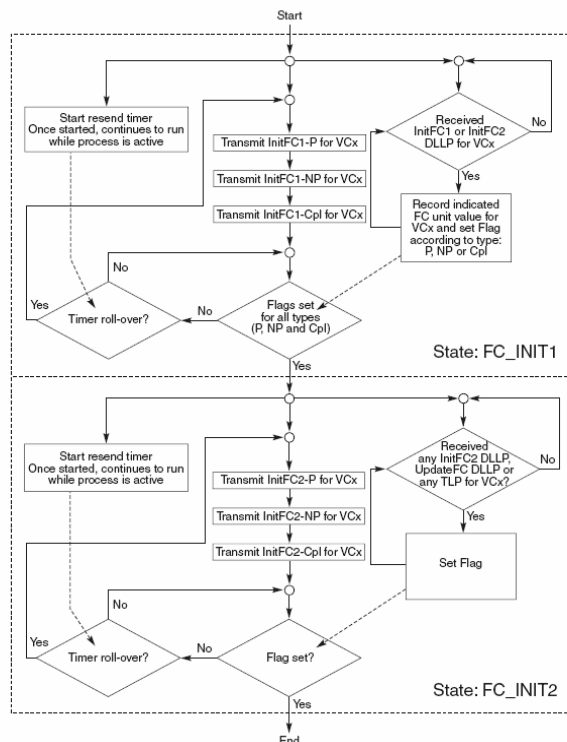 Start
Start resend timer
Once started, continues to run
while process is active
Transmit InitFC1-P for VCx
Transmit InitFC1-NP for VCx
Transmit InitFC1-Cpl for VCx
Received
InitFC1 or InitFC2
DLLP for VCx
No
Yes
Record indicated
FC unit value for
VCx and set Flag
according to type:
P, NP or Cpl
No
Yes
Timer roll-over?
No
Flags set
for all types
(P, NP and Cpl)
Yes
State: FC_INIT1
Start resend timer
Once started, continues to run
while process is active
Transmit InitFC2-P for VCx
Transmit InitFC2-NP for VCx
Transmit InitFC2-Cpl for VCx
Received
any InitFC2 DLLP,
UpdateFC DLLP or
any TLP for VCx?
No
Yes
Set Flag
No
Yes
Timer roll-over?
No
Flag set?
Yes
State: FC_INIT2
End